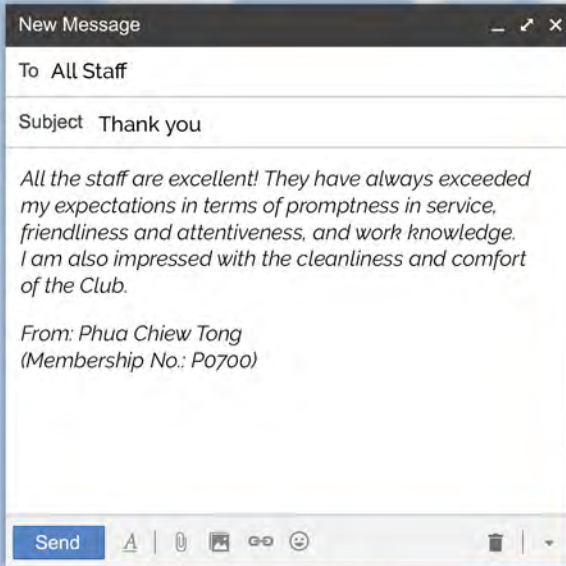 New Message
To All Staff
Subject Thank you
All the staff are excellent! They have always exceeded
my expectations in terms of promptness in service,
friendliness and attentiveness, and work knowledge.
I am also impressed with the cleanliness and comfort
of the Club.
From: Phua Chiew Tong
(Membership No.: P0700)
Send A